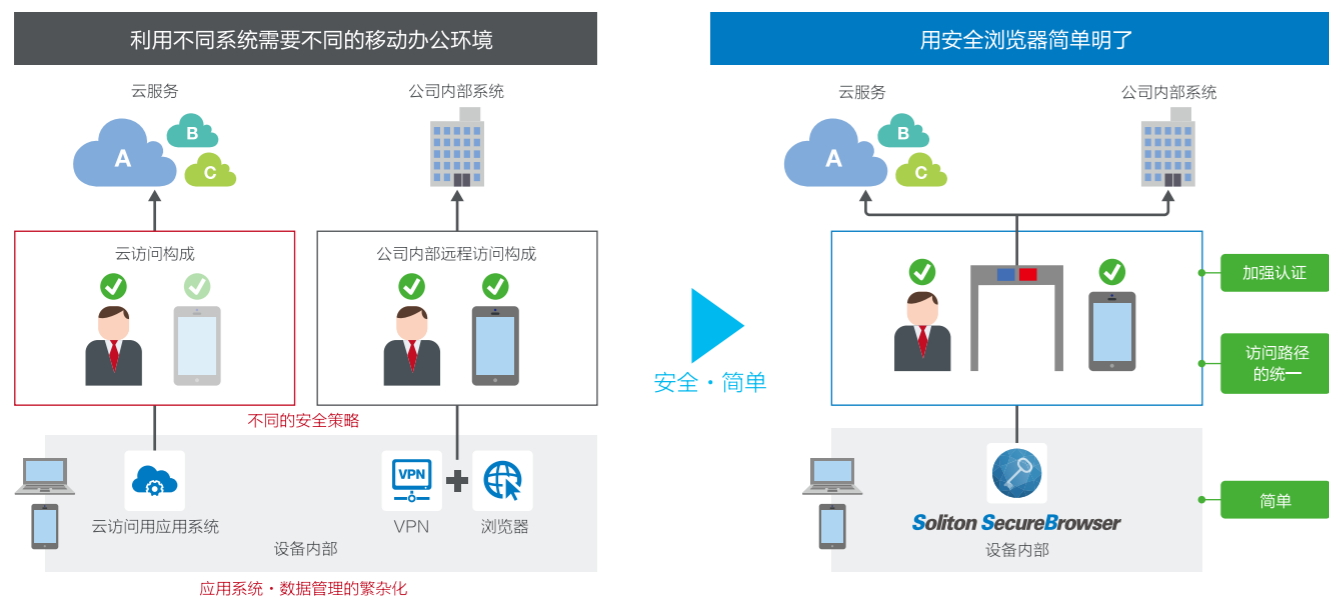 利用不同系统需要不同的移动办公环境
云服务
公司内部系统
A
B
C
云访问构成
公司内部远程访问构成
不同的安全策略
VPN
云访问用应用系统
VPN
浏览器
设备内部
应用系统・数据管理的繁杂化
安全・简单
用安全浏览器简单明了
云服务
公司内部系统
A
B
C
加强认证
访问路径
的统一
Soliton SecureBrowser
设备内部
简单